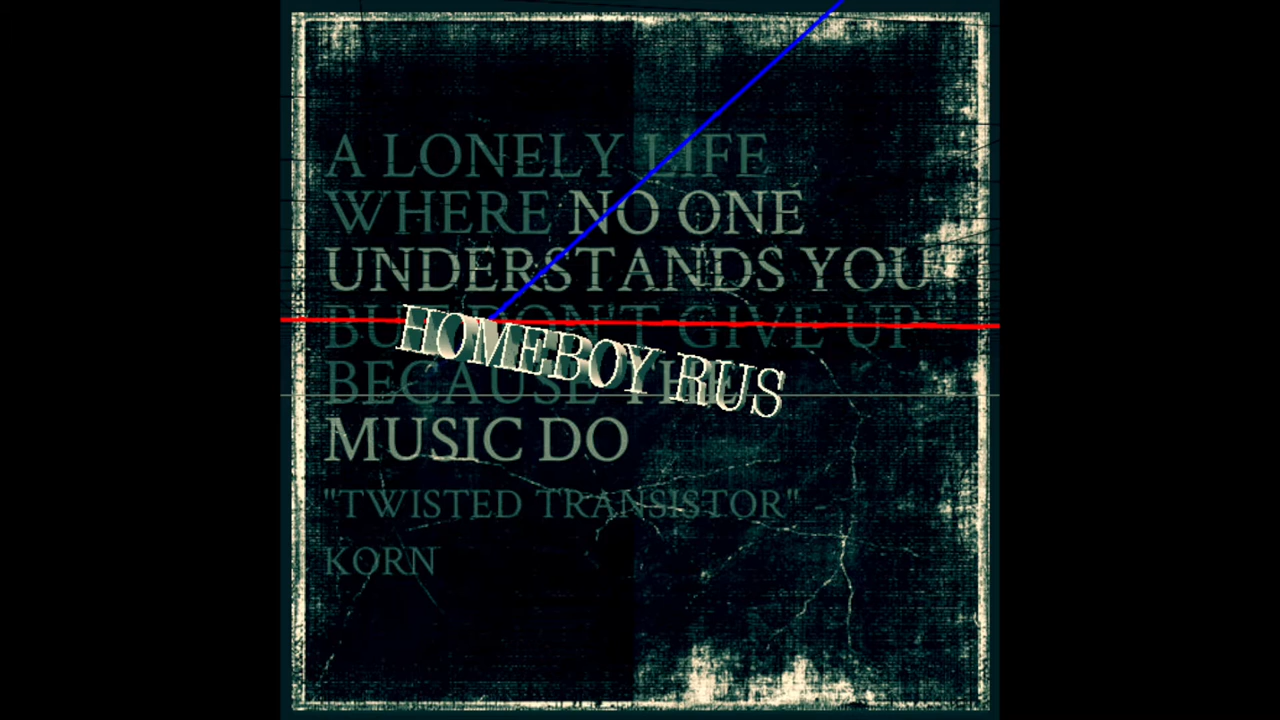 A LONELY LIFE
WHERE NO ONE
UNDERSTANDS YOU
BUT DON'T GIVE UP
HOMEBOY RUS
BECAUSE THE
MUSIC DO
"TWISTED TRANSISTOR"
KORN